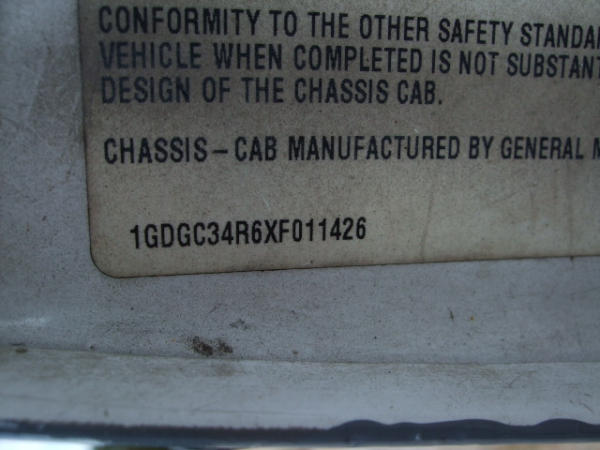 CONFORMITY TO THE OTHER SAFETY
VEHICLE WHEN COMPLETED IS NOT
DESIGN OF THE CHASSIS CAB.
CHASSIS-CAB MANUFACTURED BY GENERAL
1GDGC34R6XF011426